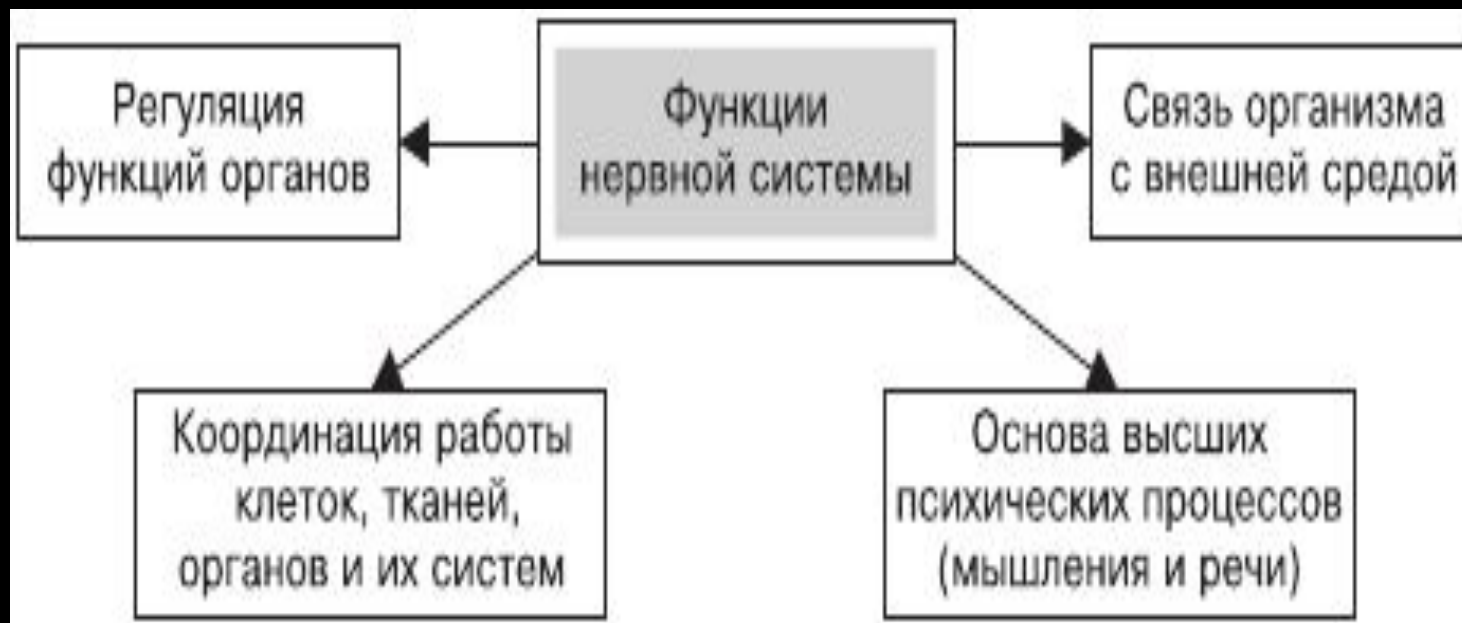 Функции
нервной системы
Регуляция
функций органов
Связь организма
с внешней средой
Координация работы
клеток, тканей,
органов и их систем
Основа высших
психических процессов
(мышления и речи)